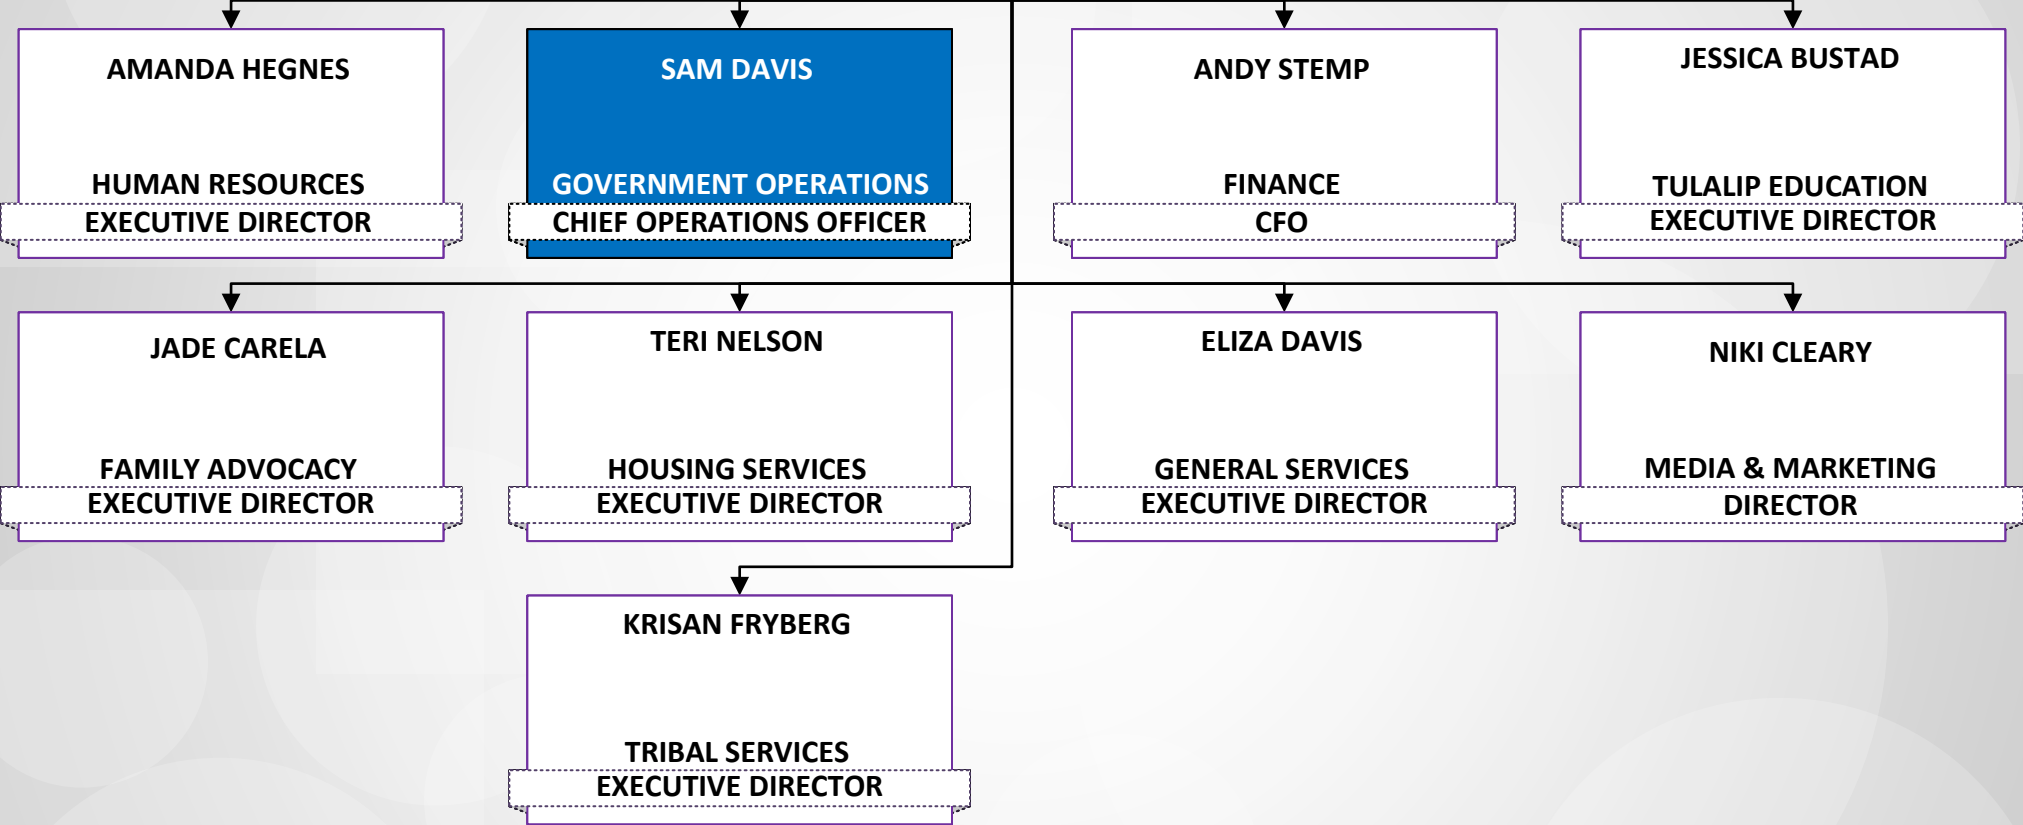 AMANDA HEGNES
HUMAN RESOURCES
EXECUTIVE DIRECTOR
SAM DAVIS
GOVERNMENT OPERATIONS
CHIEF OPERATIONS OFFICER
ANDY STEMP
FINANCE
CFO
JESSICA BUSTAD
TULALIP EDUCATION
EXECUTIVE DIRECTOR
JADE CARELA
FAMILY ADVOCACY
EXECUTIVE DIRECTOR
TERI NELSON
HOUSING SERVICES
EXECUTIVE DIRECTOR
ELIZA DAVIS
GENERAL SERVICES
EXECUTIVE DIRECTOR
NIKI CLEARY
MEDIA & MARKETING
DIRECTOR
KRISAN FRYBERG
TRIBAL SERVICES
EXECUTIVE DIRECTOR